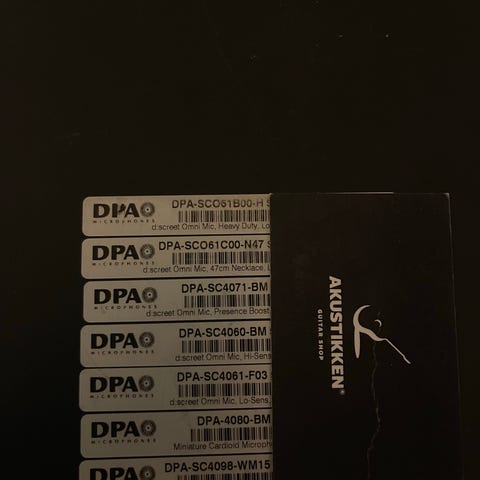 DPA
MICROPHONES
DPA-SCO61B00-H
d:screet Omni Mic, Heavy Duty, Lo
DPA
MICROPHONES
DPA-SCO61C00-N47
d:screet Omni Mic, 47cm Necklace, L
DPA
MICROPHONES
DPA-SC4071-BM
d:screet Omni Mic, Presence Boost
DPA
MICROPHONES
DPA-SC4060-BM
d:screet Omni Mic, Hi-Sens
DPA
MICROPHONES
DPA-SC4061-F03
d:screet Omni Mic, Lo-Sens,
DPA
MICROPHONES
DPA-4080-BM
Miniature Cardioid Microph
DPA
DPA-SC4098-WM15
AKUSTIKKEN®
GUITAR SHOP